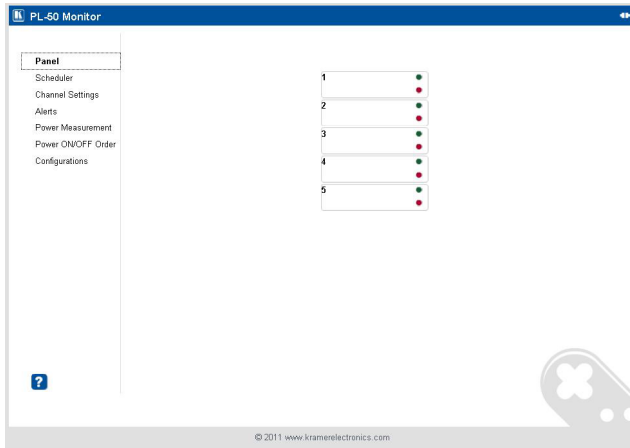 K PL-50 Monitor
Panel
Scheduler
Channel Settings
Alerts
Power Measurement
Power ON/OFF Order
Configurations
1
2
3
4
5
?
© 2011 www.kramerelectronics.com